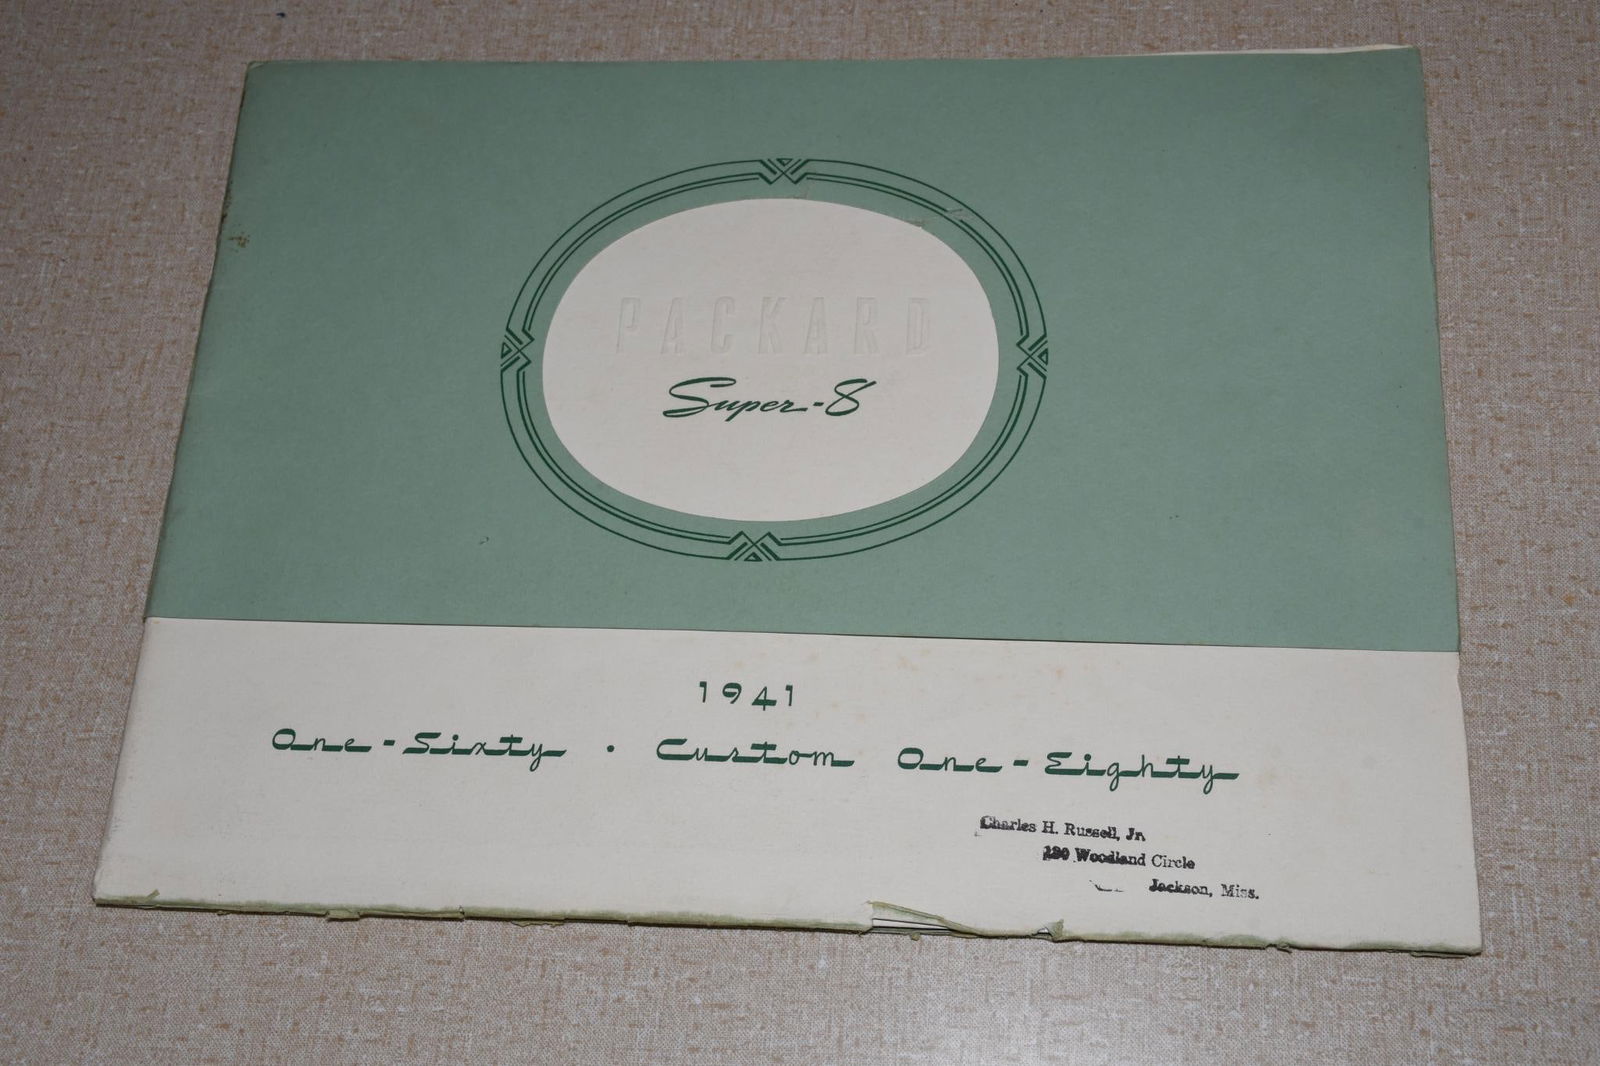 PACKARD
Super-8
1941
One-Sixty • Custom One-Eighty
Charles H. Russell, Jr.
Woodland Circle
Jackson, Miss.